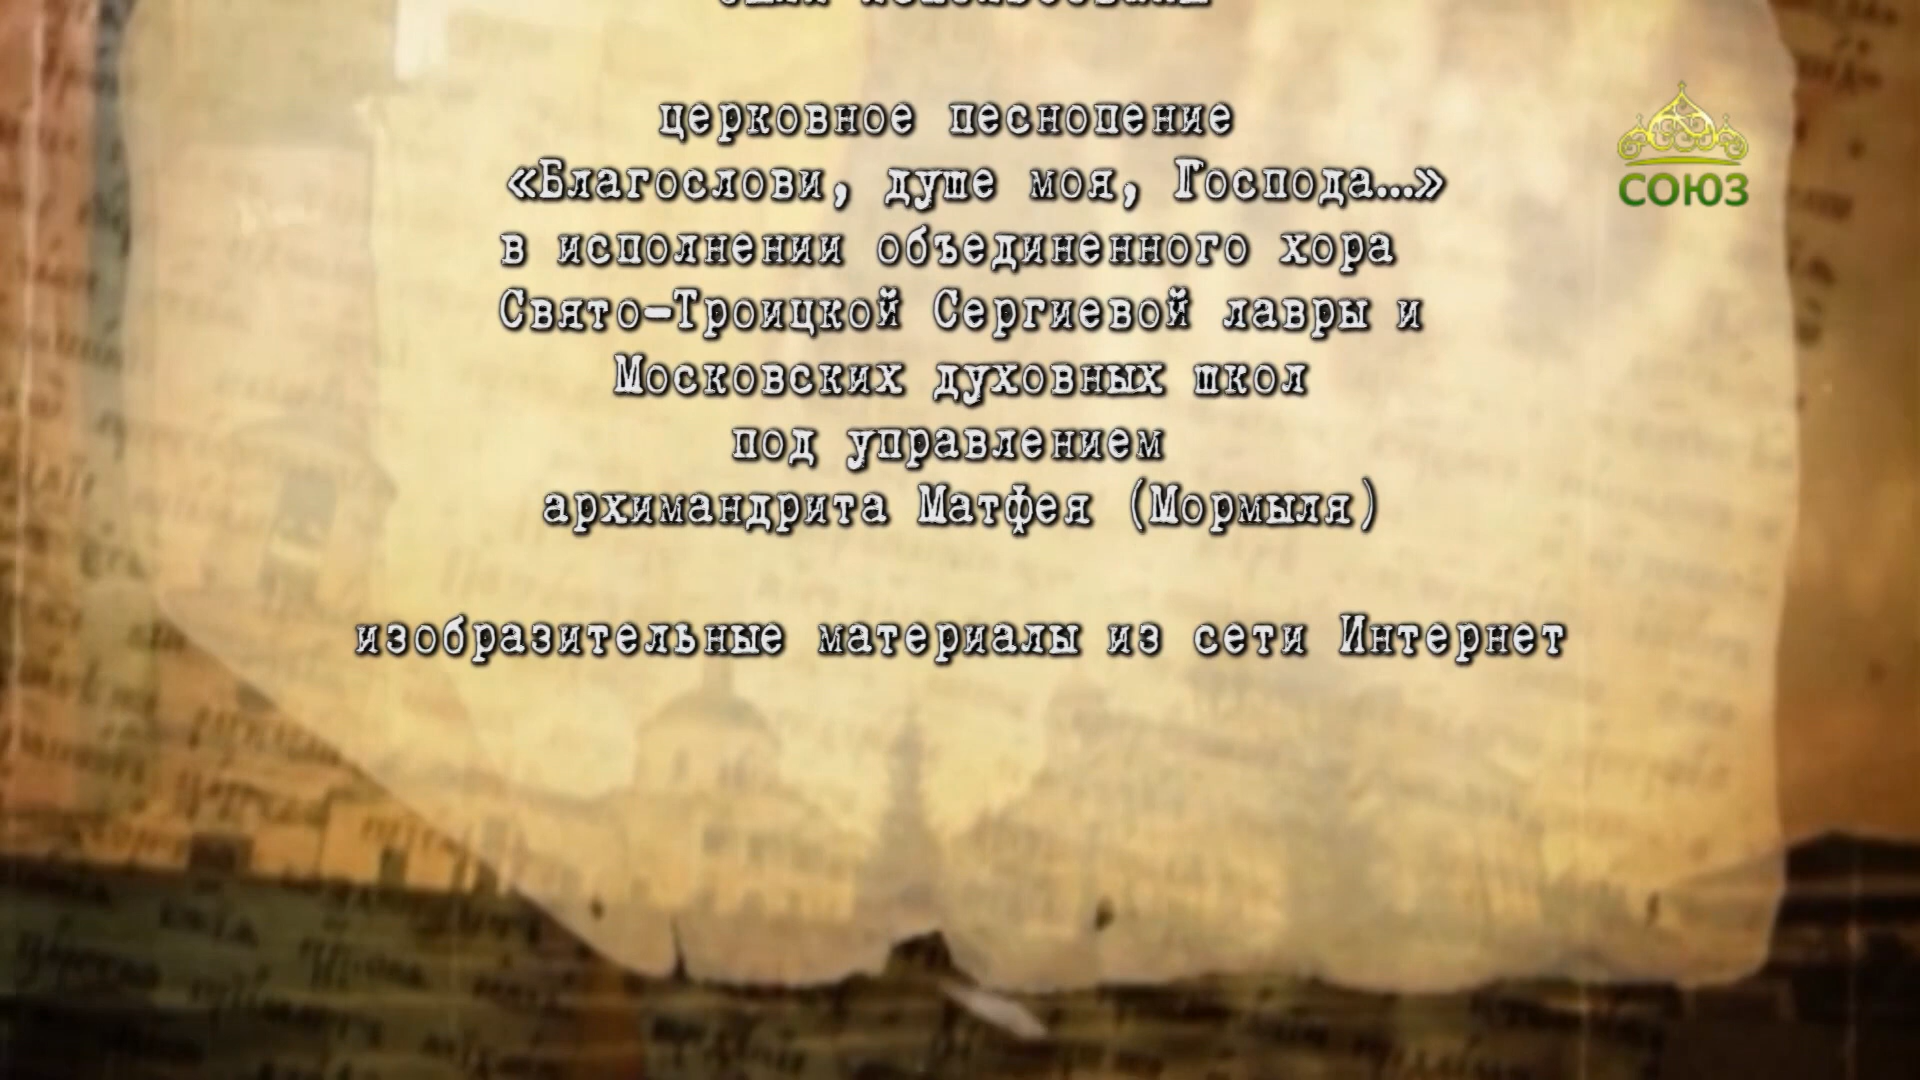 церковное песнопение
«Благослови, душе моя, Господа…»
в исполнении объединенного хора
Свято-Троицкой Сергиевой лавры и
Московских духовных школ
под управлением
архимандрита Матфея (Мормыля)
изобразительные материалы из сети Интернет
СОЮЗ